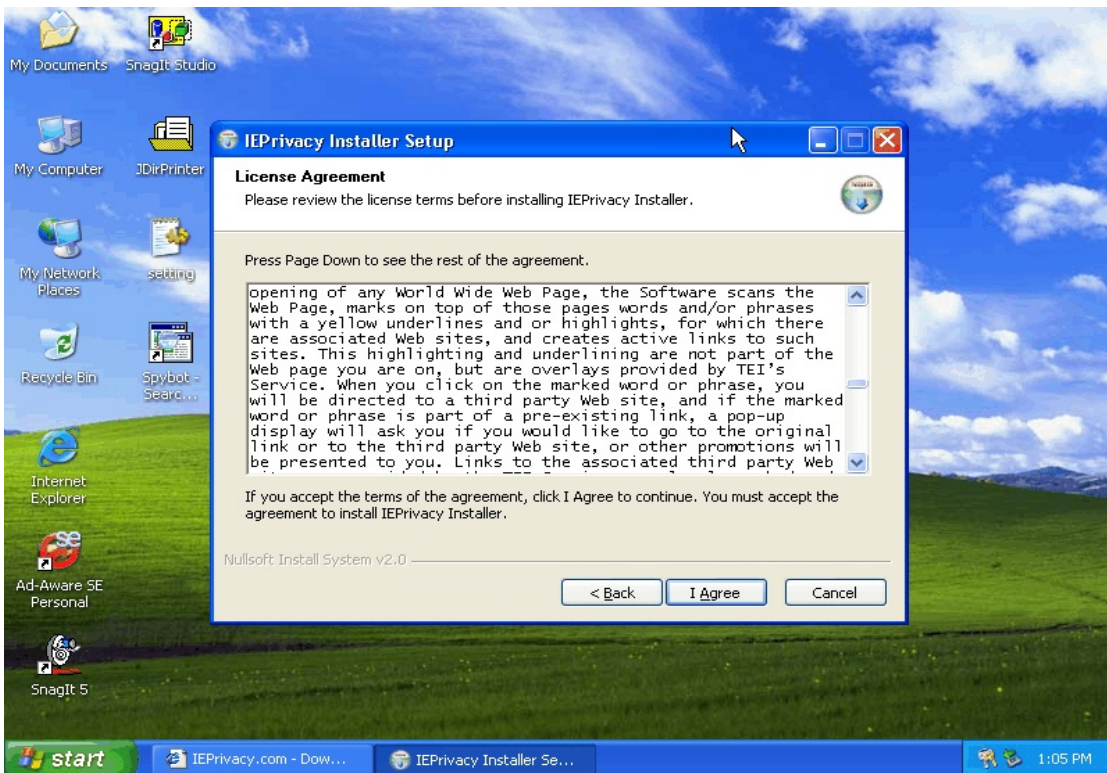 My Documents
SnagIt Studio
My Computer
JDirPrinter
My Network
Places
setting
Recycle Bin
Spybot -
Searc...
Internet
Explorer
Ad-Aware SE
Personal
SnagIt 5
IEPrivacy Installer Setup
License Agreement
Please review the license terms before installing IEPrivacy Installer.
Press Page Down to see the rest of the agreement.
opening of any World Wide Web Page, the Software scans the
Web Page, marks on top of those pages words and/or phrases
with a yellow underlines and or highlights, for which there
are associated Web sites, and creates active links to such
sites. This highlighting and underlining are not part of the
Web page you are on, but are overlays provided by TEI's
Service. When you click on the marked word or phrase, you
will be directed to a third party Web site, and if the marked
word or phrase is part of a pre-existing link, a pop-up
display will ask you if you would like to go to the original
link or to the third party Web site, or other promotions will
be presented to you. Links to the associated third party Web
If you accept the terms of the agreement, click I Agree to continue. You must accept the
agreement to install IEPrivacy Installer.
Nullsoft Install System v2.0
< Back
I Agree
Cancel
start
IEPrivacy.com - Dow...
IEPrivacy Installer Se...
1:05 PM